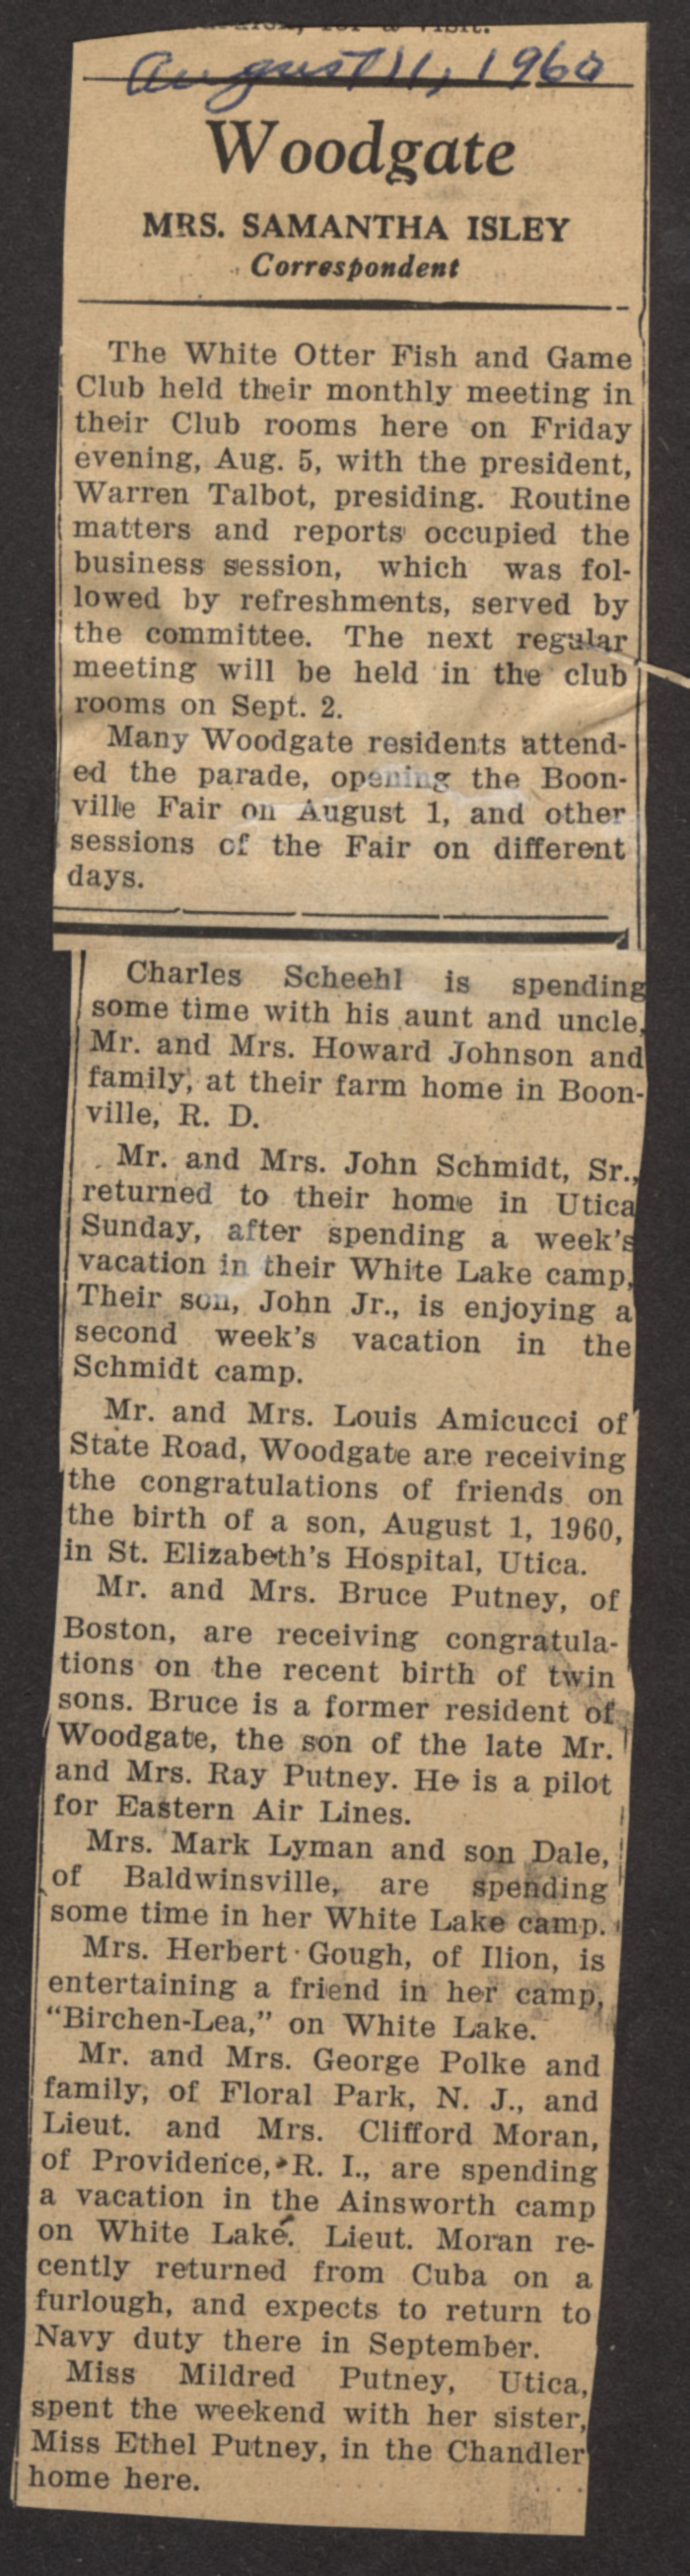 for a visit.
August 11, 1960
Woodgate
MRS. SAMANTHA ISLEY
Correspondent
The White Otter Fish and Game
Club held their monthly meeting in
their Club rooms here on Friday
evening, Aug. 5, with the president,
Warren Talbot, presiding. Routine
matters and reports occupied the
business session, which was fol-
lowed by refreshments, served by
the committee. The next regular
meeting will be held in the club
rooms on Sept. 2.
Many Woodgate residents attend-
ed the parade, opening the Boon-
ville Fair on August 1, and other
sessions of the Fair on different
days.
Charles Scheehl is spending
some time with his aunt and uncle,
Mr. and Mrs. Howard Johnson and
family, at their farm home in Boon-
ville, R. D.
Mr. and Mrs. John Schmidt, Sr.,
returned to their home in Utica
Sunday, after spending a week's
vacation in their White Lake camp,
Their son, John Jr., is enjoying a
second week's vacation in the
Schmidt camp.
Mr. and Mrs. Louis Amicucci of
State Road, Woodgate are receiving
the congratulations of friends on
the birth of a son, August 1, 1960,
in St. Elizabeth's Hospital, Utica.
Mr. and Mrs. Bruce Putney, of
Boston, are receiving congratula-
tions on the recent birth of twin
sons. Bruce is a former resident of
Woodgate, the son of the late Mr.
and Mrs. Ray Putney. He is a pilot
for Eastern Air Lines.
Mrs. Mark Lyman and son Dale,
of Baldwinsville, are spending
some time in her White Lake camp.
Mrs. Herbert Gough, of Ilion, is
entertaining a friend in her camp,
"Birchen-Lea," on White Lake.
Mr. and Mrs. George Polke and
family, of Floral Park, N. J., and
Lieut. and Mrs. Clifford Moran,
of Providence, R. I., are spending
a vacation in the Ainsworth camp
on White Lake. Lieut. Moran re-
cently returned from Cuba on a
furlough, and expects to return to
Navy duty there in September.
Miss Mildred Putney, Utica,
spent the weekend with her sister,
Miss Ethel Putney, in the Chandler
home here.